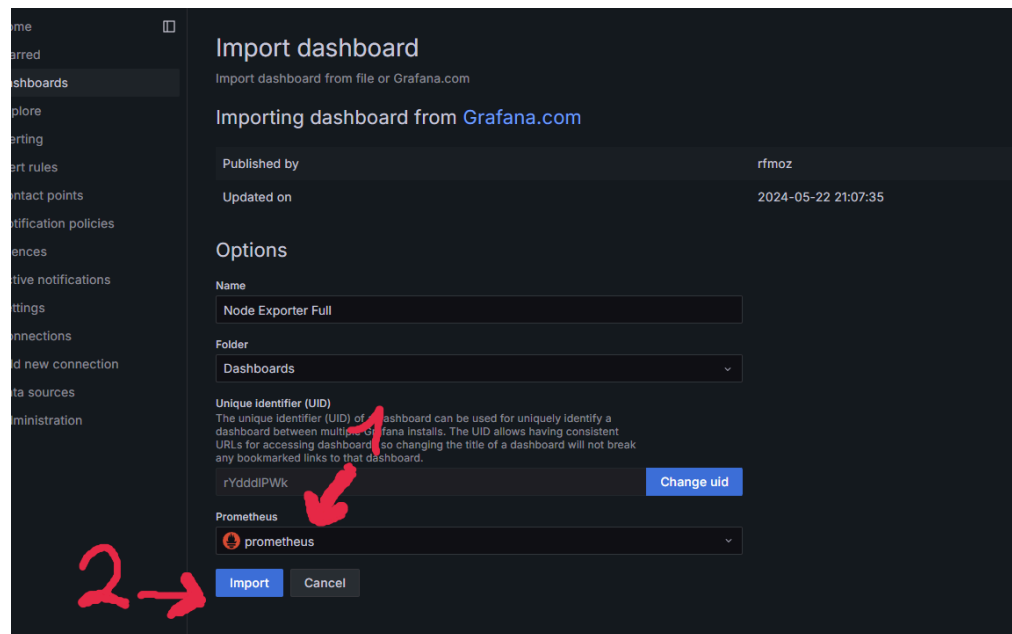 ome
arred
ashboards
plore
erting
ert rules
ontact points
otification policies
ences
ctive notifications
ttings
onnections
ld new connection
ata sources
dministration
Import dashboard
Import dashboard from file or Grafana.com
Importing dashboard from Grafana.com
Published by rfmoz
Updated on 2024-05-22 21:07:35
Options
Name
Node Exporter Full
Folder
Dashboards
Unique identifier (UID)
The unique identifier (UID) of a dashboard can be used for uniquely identify a
dashboard between multiple Grafana installs. The UID allows having consistent
URLs for accessing dashboards so changing the title of a dashboard will not break
any bookmarked links to that dashboard.
rYdddlPWk Change uid
1
Prometheus
prometheus
2
Import Cancel